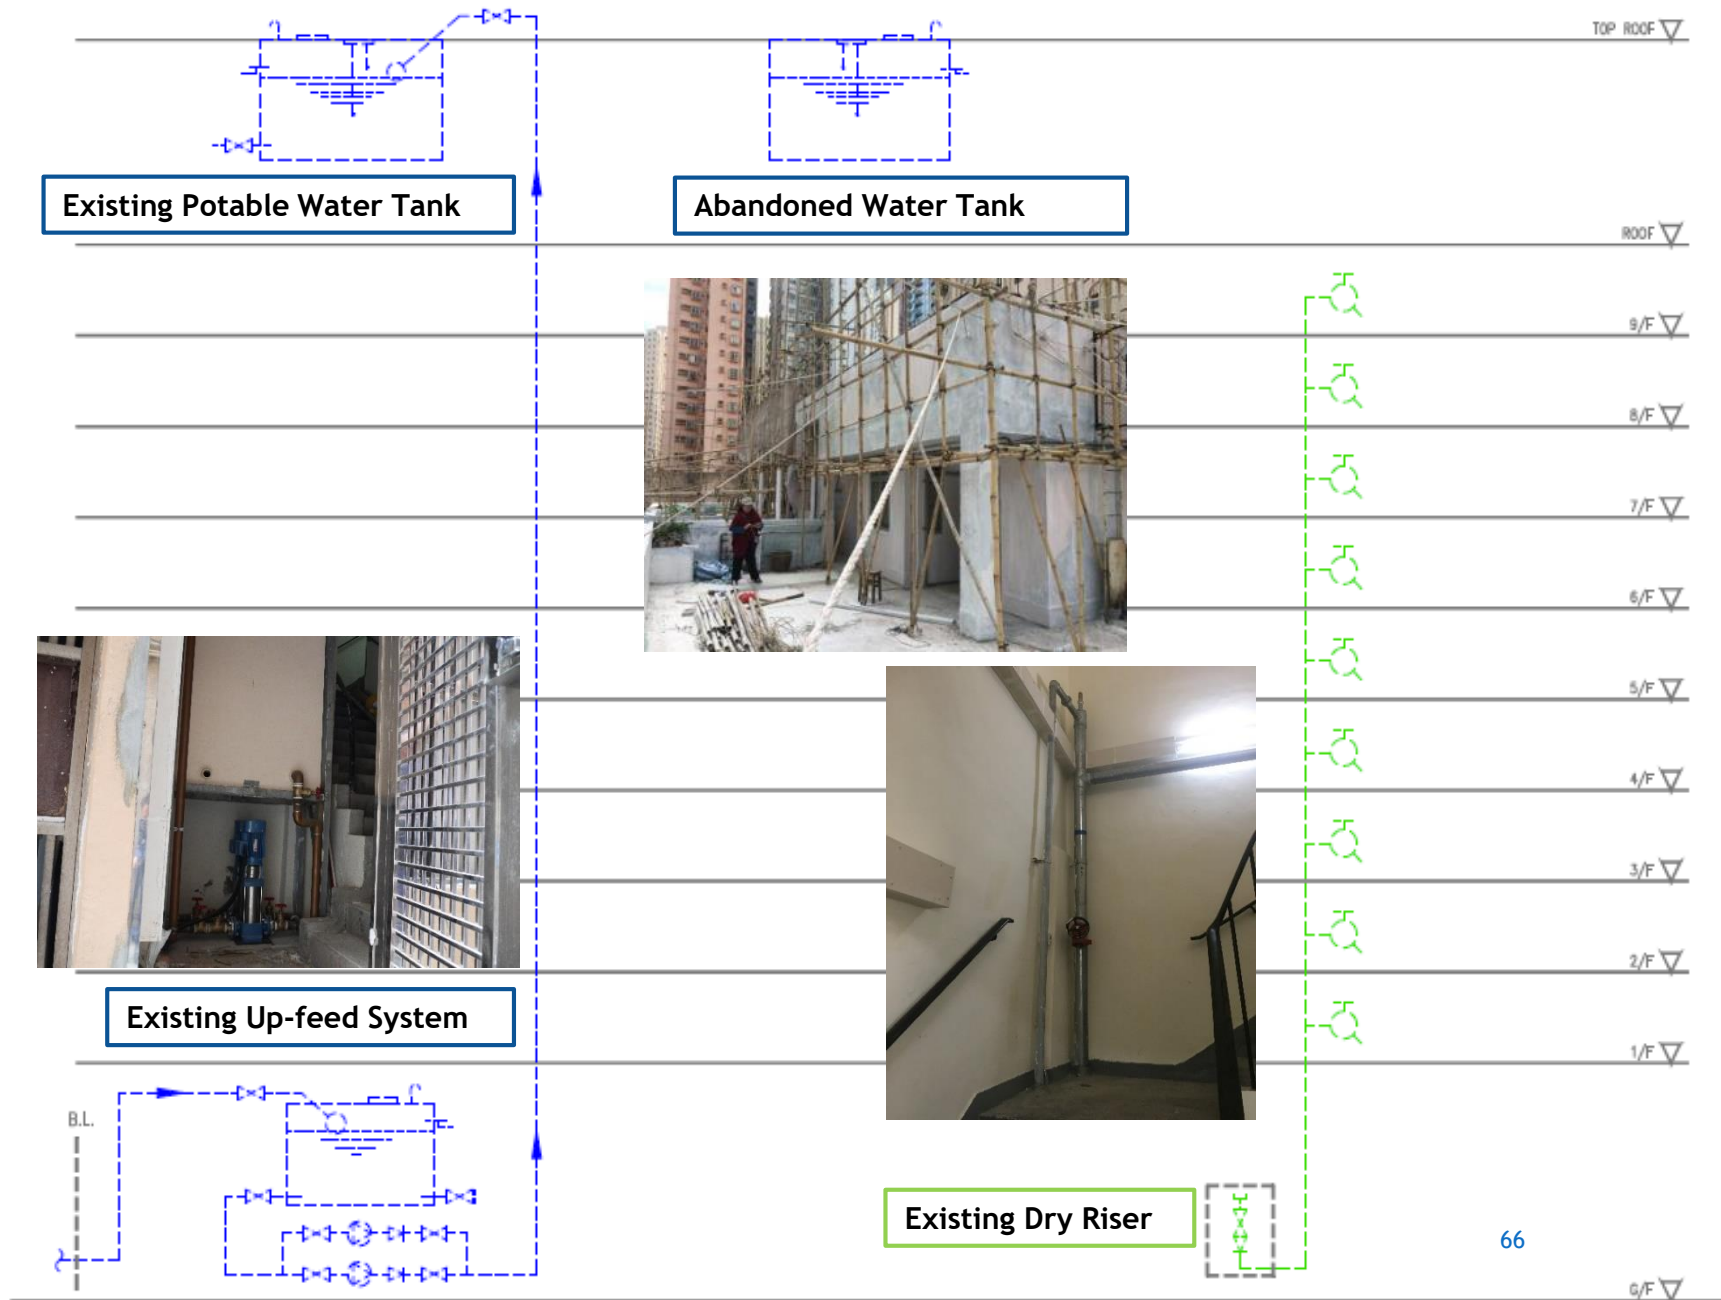 TOP ROOF
Existing Potable Water Tank
Abandoned Water Tank
ROOF
9/F
8/F
7/F
6/F
5/F
4/F
3/F
2/F
Existing Up-feed System
1/F
B.L.
Existing Dry Riser
66
G/F